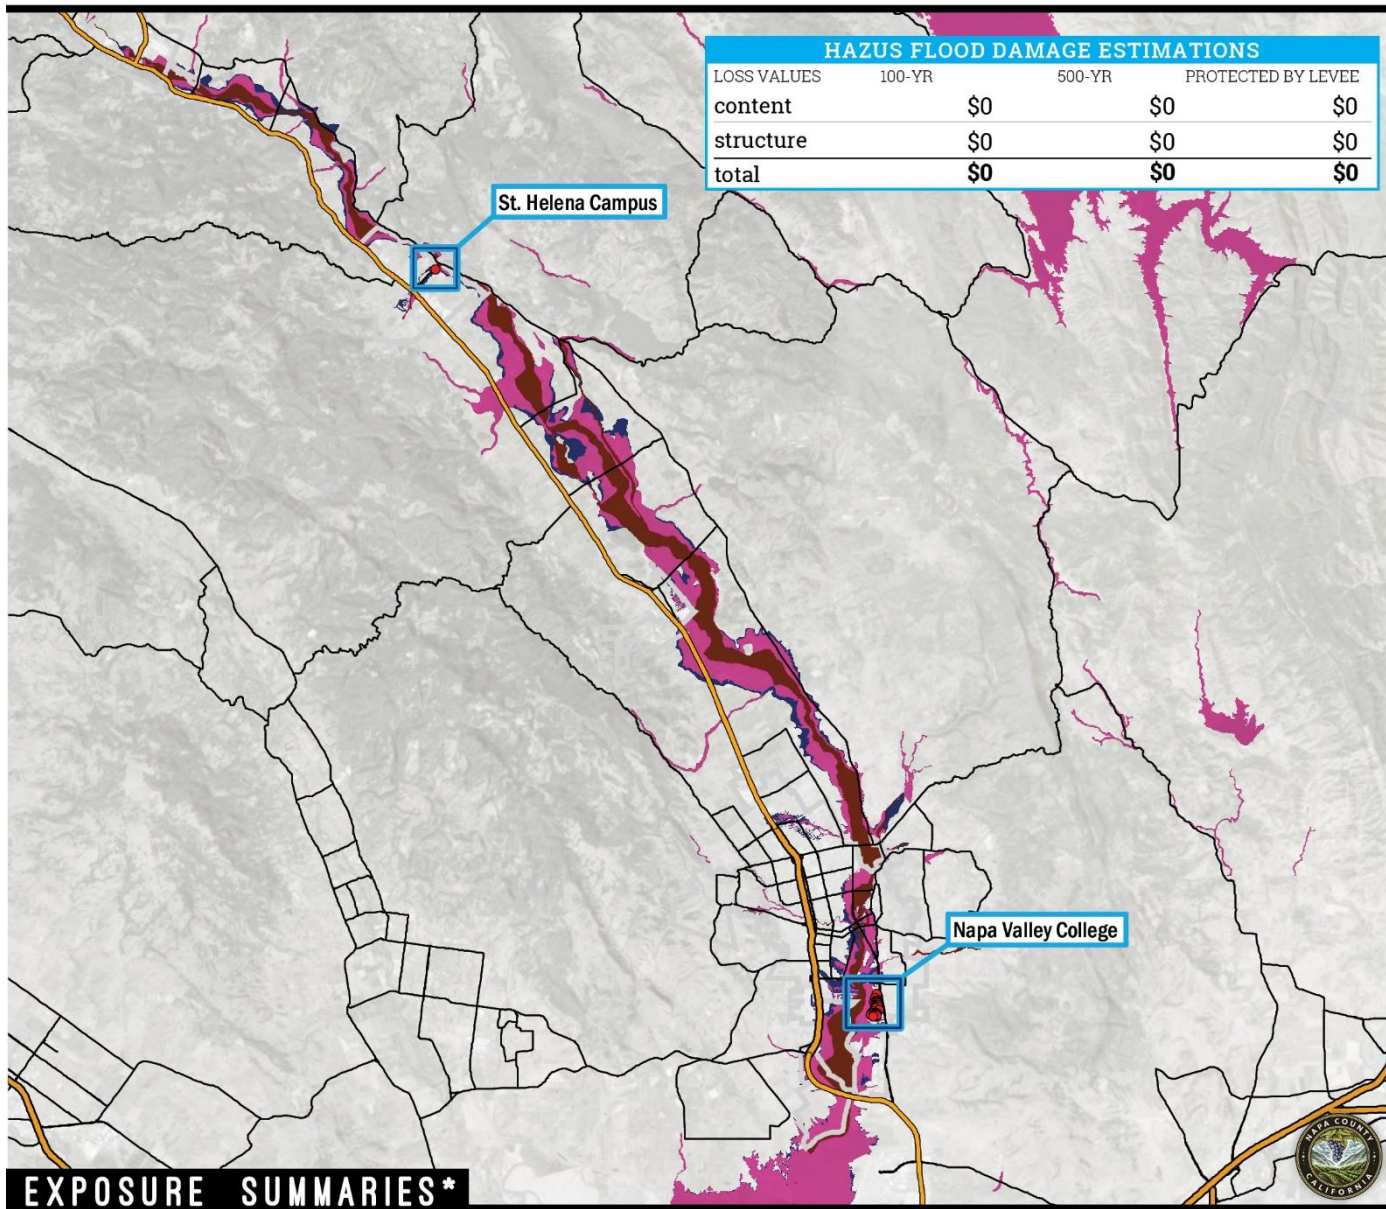 HAZUS FLOOD DAMAGE ESTIMATIONS
LOSS VALUES 100-YR 500-YR PROTECTED BY LEVEE
content $0 $0 $0
structure $0 $0 $0
total $0 $0 $0
St. Helena Campus
Napa Valley College
NAPA COUNTY
CALIFORNIA
EXPOSURE SUMMARIES*